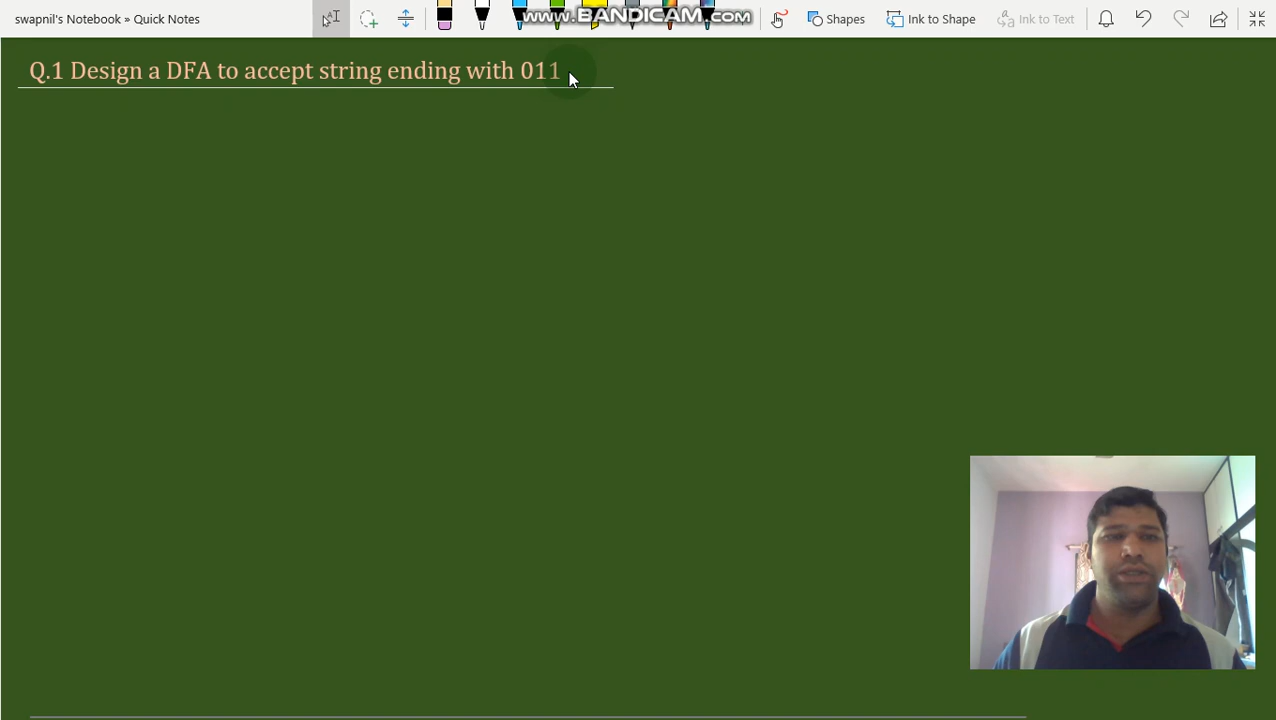 swapnil's Notebook » Quick Notes
www.BANDICAM.COM
Shapes
Ink to Shape
Ink to Text
Q.1 Design a DFA to accept string ending with 011